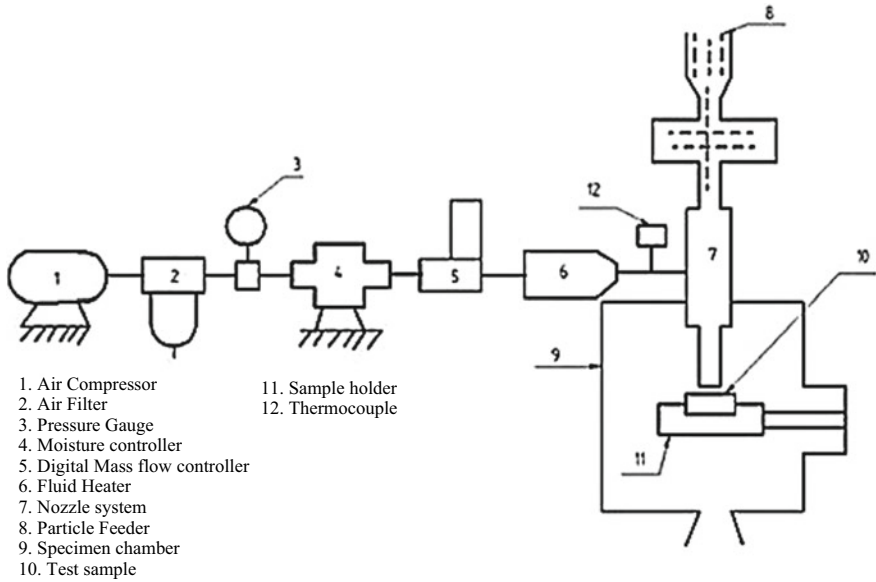 8
3
12
1
2
4
5
6
7
10
9
11
1. Air Compressor
2. Air Filter
3. Pressure Gauge
4. Moisture controller
5. Digital Mass flow controller
6. Fluid Heater
7. Nozzle system
8. Particle Feeder
9. Specimen chamber
10. Test sample
11. Sample holder
12. Thermocouple